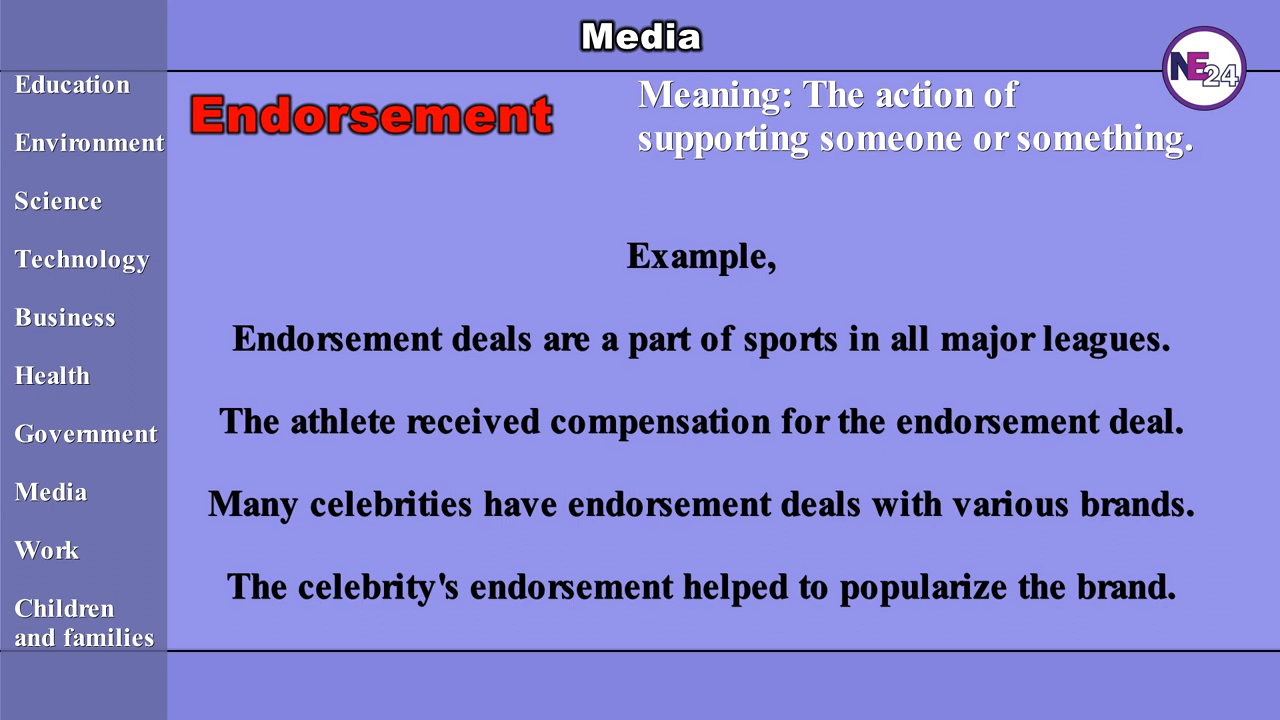 Media
NE24
Education
Environment
Science
Technology
Business
Health
Government
Media
Work
Children
and families
Endorsement
Meaning: The action of
supporting someone or something.
Example,
Endorsement deals are a part of sports in all major leagues.
The athlete received compensation for the endorsement deal.
Many celebrities have endorsement deals with various brands.
The celebrity's endorsement helped to popularize the brand.